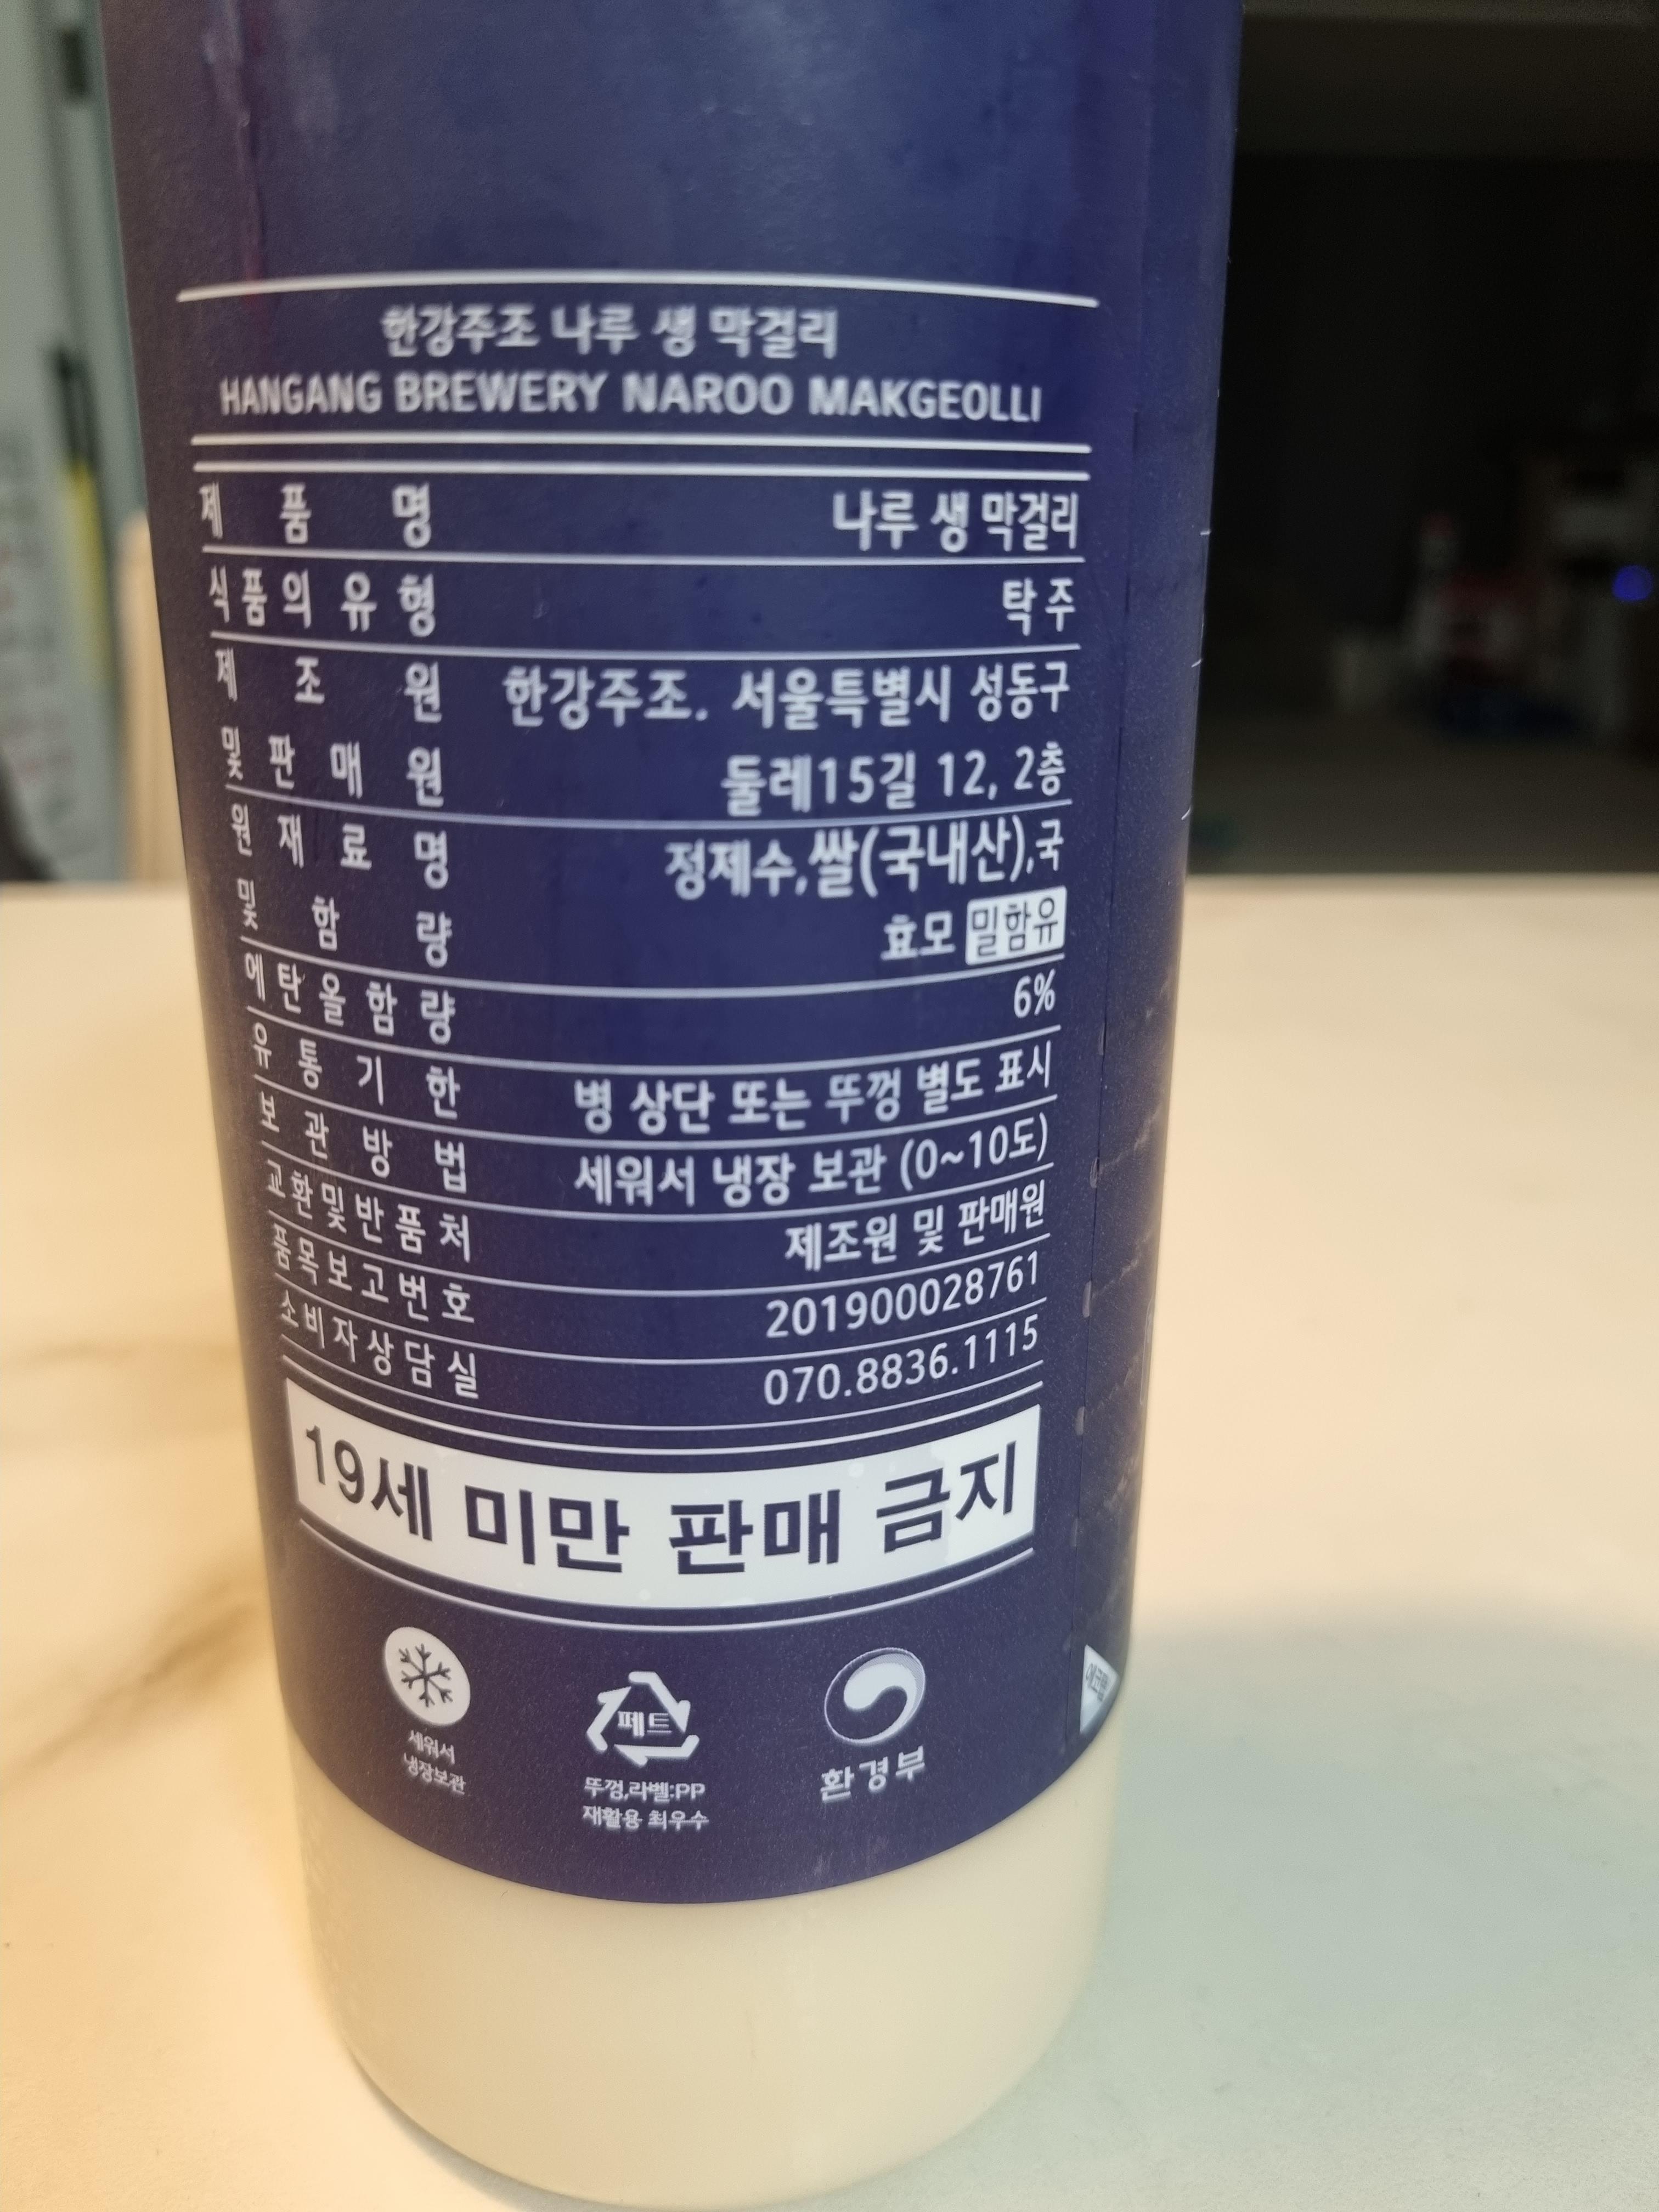 한강주조 나루 생 막걸리
HANGANG BREWERY NAROO MAKGEOLLI
제품명 나루 생 막걸리
식품의유형 탁주
제조원 한강주조. 서울특별시 성동구
및판매원 둘레15길 12, 2층
원재료명 정제수,쌀(국내산),국
및함량 효모 밀함유
에탄올함량 6%
유통기한 병 상단 또는 뚜껑 별도 표시
보관방법 세워서 냉장 보관 (0~10도)
교환및반품처 제조원 및 판매원
품목보고번호 201900028761
소비자상담실 070.8836.1115
19세 미만 판매 금지
세워서
냉장보관
페트
뚜껑,라벨:PP
재활용 최우수
환경부